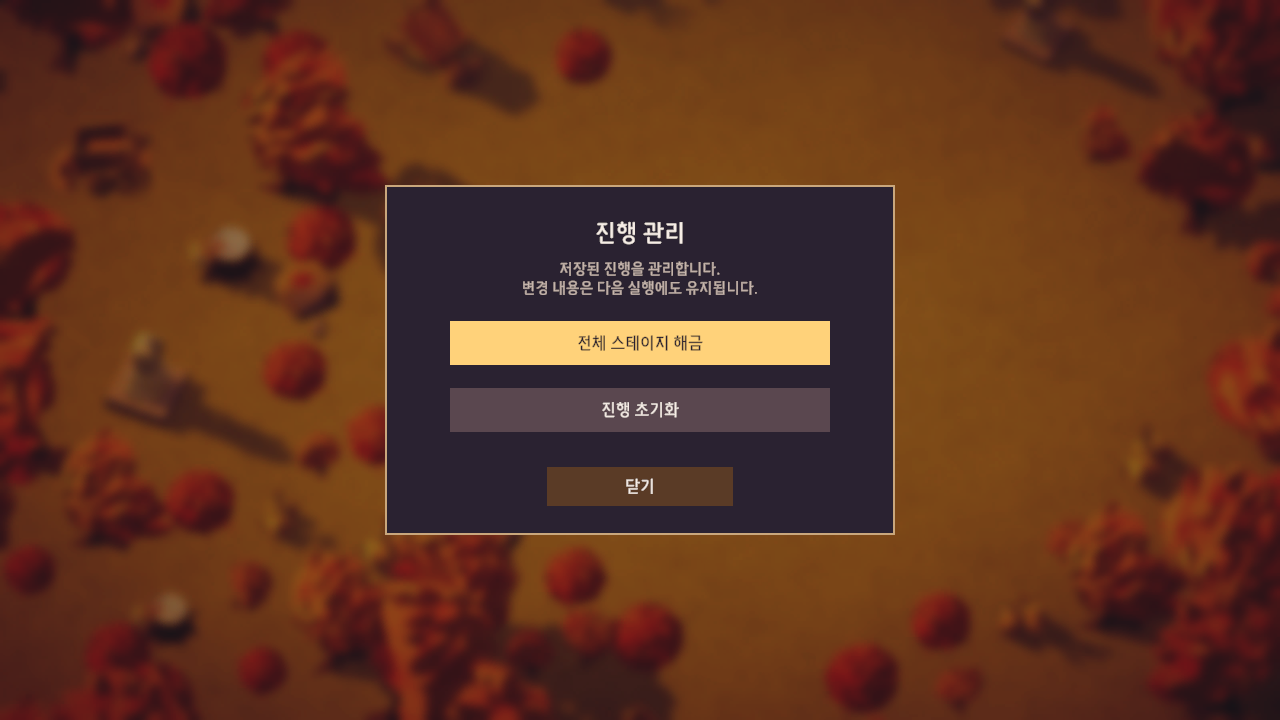 진행 관리
저장된 진행을 관리합니다.
변경 내용은 다음 실행에도 유지됩니다.
전체 스테이지 해금
진행 초기화
닫기